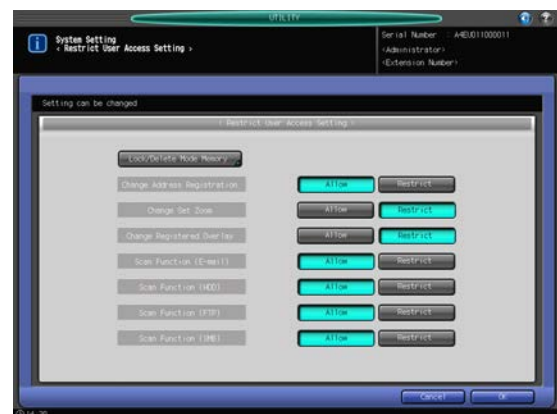 UTILITY
System Setting
‹ Restrict User Access Setting ›
Serial Number : A4EU011000011
‹Administrator›
‹Extension Number›
Setting can be changed
‹ Restrict User Access Setting ›
Lock/Delete Mode Memory
Change Address Registration Allow Restrict
Change Set Zoom Allow Restrict
Change Registered Overlay Allow Restrict
Scan Function (E-mail) Allow Restrict
Scan Function (HDD) Allow Restrict
Scan Function (FTP) Allow Restrict
Scan Function (SMB) Allow Restrict
Cancel OK